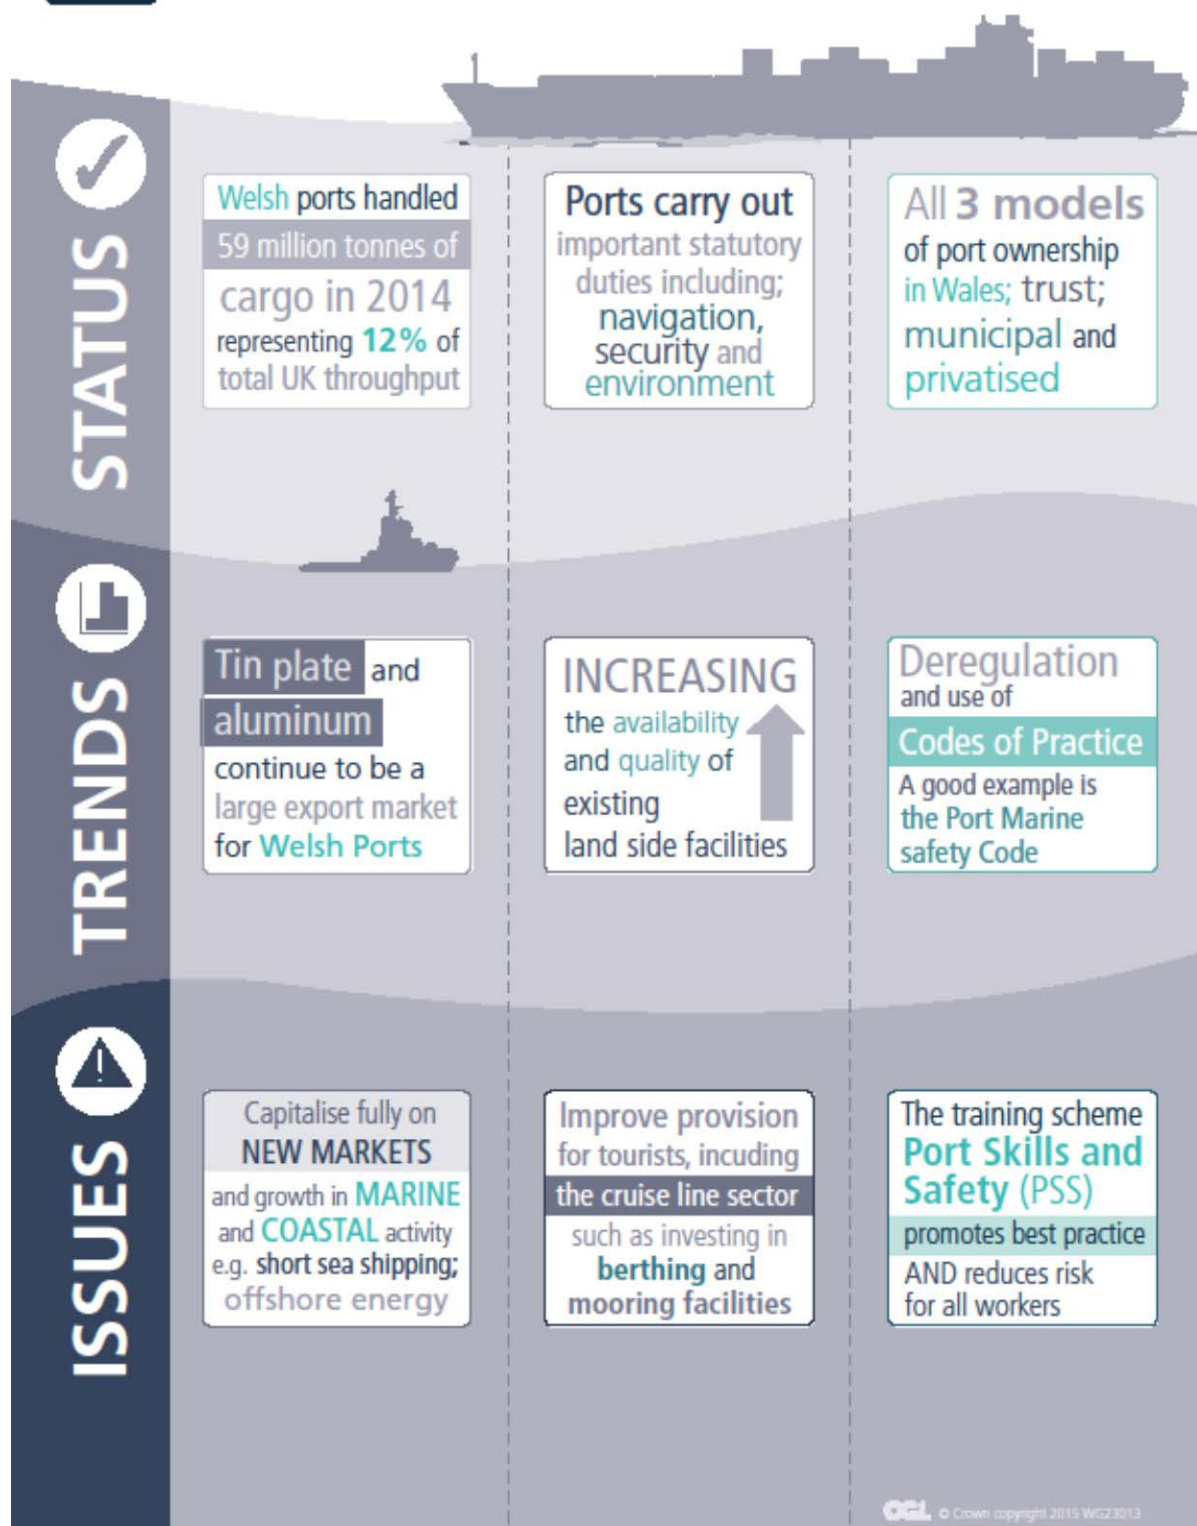 STATUS
Welsh ports handled
59 million tonnes of
cargo in 2014
representing 12% of
total UK throughput
Ports carry out
important statutory
duties including;
navigation,
security and
environment
All 3 models
of port ownership
in Wales; trust;
municipal and
privatised
TRENDS
Tin plate and
aluminum
continue to be a
large export market
for Welsh Ports
INCREASING
the availability
and quality of
existing
land side facilities
Deregulation
and use of
Codes of Practice
A good example is
the Port Marine
safety Code
ISSUES
Capitalise fully on
NEW MARKETS
and growth in MARINE
and COASTAL activity
e.g. short sea shipping;
offshore energy
Improve provision
for tourists, incuding
the cruise line sector
such as investing in
berthing and
mooring facilities
The training scheme
Port Skills and
Safety (PSS)
promotes best practice
AND reduces risk
for all workers
OGL © Crown copyright 2015 WG23013